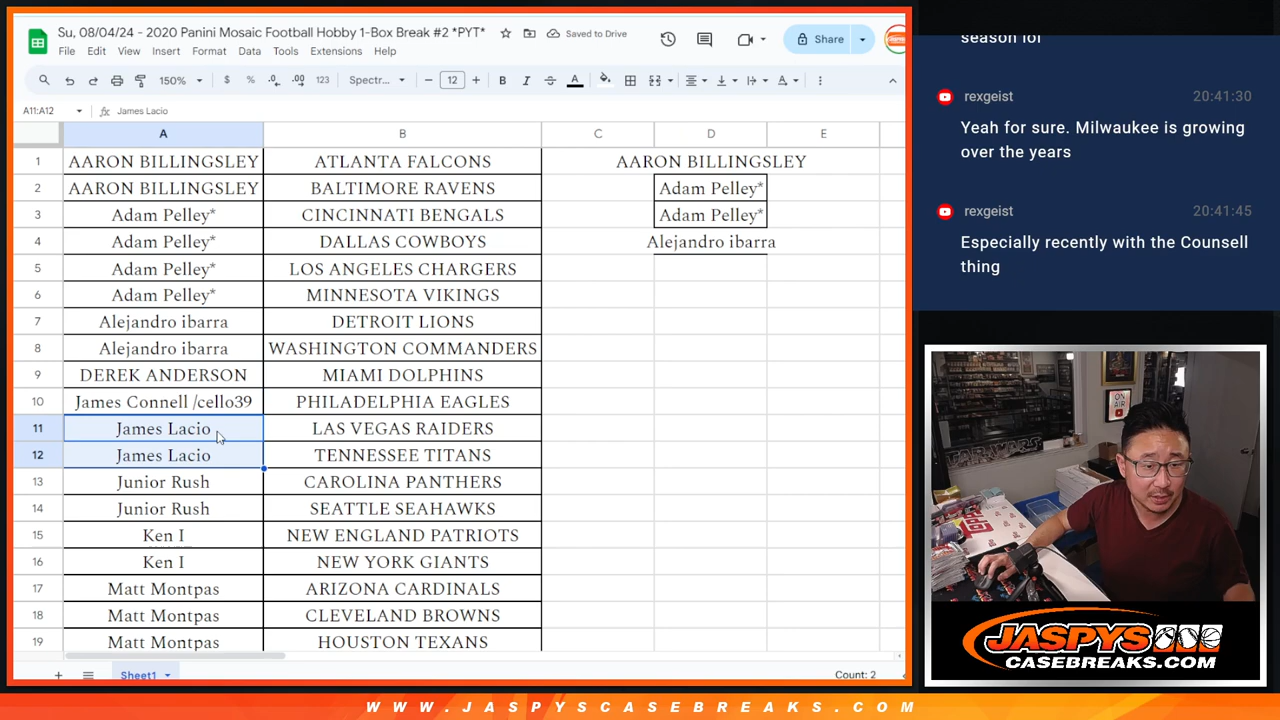 Su, 08/04/24 - 2020 Panini Mosaic Football Hobby 1-Box Break #2 *PYT*
Saved to Drive
Share
File Edit View Insert Format Data Tools Extensions Help
150% $ % .0 .00 123 Spectr... 12 B I A
A11:A12 James Lacio
A B C D E
1 AARON BILLINGSLEY ATLANTA FALCONS AARON BILLINGSLEY
2 AARON BILLINGSLEY BALTIMORE RAVENS Adam Pelley*
3 Adam Pelley* CINCINNATI BENGALS Adam Pelley*
4 Adam Pelley* DALLAS COWBOYS Alejandro ibarra
5 Adam Pelley* LOS ANGELES CHARGERS
6 Adam Pelley* MINNESOTA VIKINGS
7 Alejandro ibarra DETROIT LIONS
8 Alejandro ibarra WASHINGTON COMMANDERS
9 DEREK ANDERSON MIAMI DOLPHINS
10 James Connell /cello39 PHILADELPHIA EAGLES
11 James Lacio LAS VEGAS RAIDERS
12 James Lacio TENNESSEE TITANS
13 Junior Rush CAROLINA PANTHERS
14 Junior Rush SEATTLE SEAHAWKS
15 Ken I NEW ENGLAND PATRIOTS
16 Ken I NEW YORK GIANTS
17 Matt Montpas ARIZONA CARDINALS
18 Matt Montpas CLEVELAND BROWNS
19 Matt Montpas HOUSTON TEXANS
Sheet1
Count: 2
season lol
rexgeist 20:41:30
Yeah for sure. Milwaukee is growing
over the years
rexgeist 20:41:45
Especially recently with the Counsell
thing
ON AIR
JASPYS
CASEBREAKS.COM
WWW.JASPYSCASEBREAKS.COM